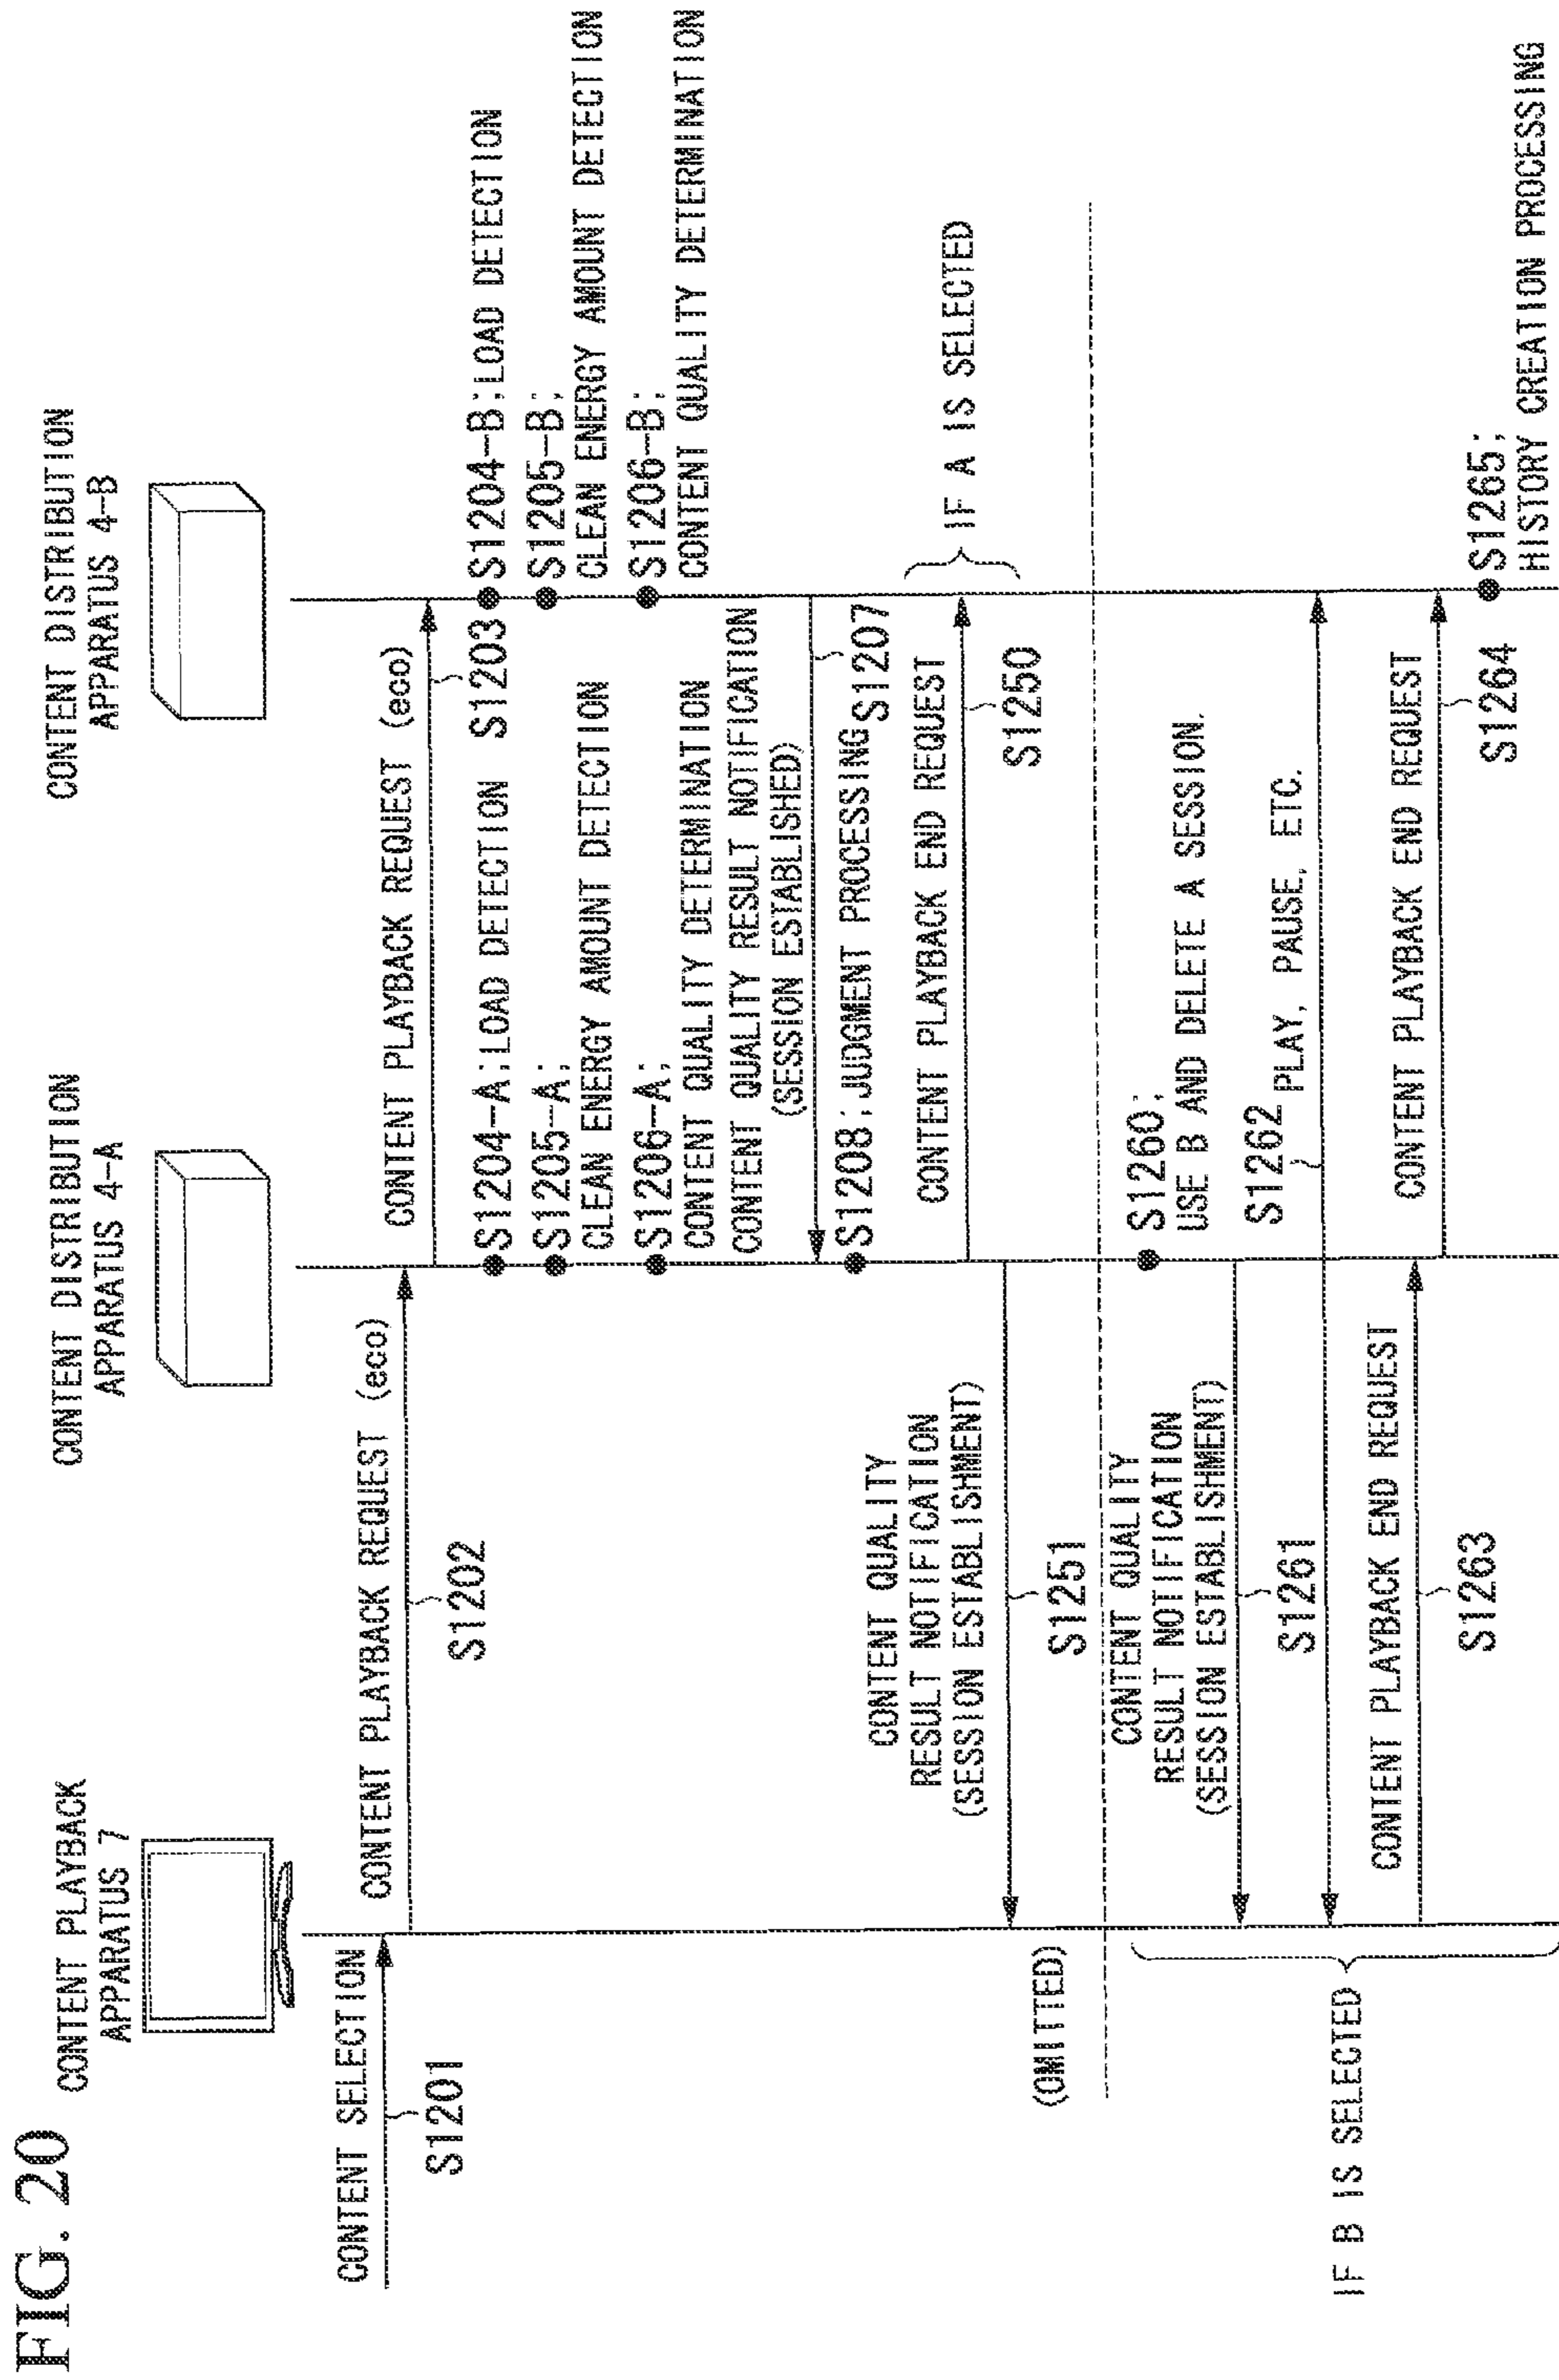 FIG. 20
CONTENT PLAYBACK
APPARATUS 7
CONTENT DISTRIBUTION
APPARATUS 4-A
CONTENT DISTRIBUTION
APPARATUS 4-B
CONTENT SELECTION
S1201
CONTENT PLAYBACK REQUEST (eco)
S1202
CONTENT PLAYBACK REQUEST (eco)
S1203
S1204-A; LOAD DETECTION
S1204-B; LOAD DETECTION
S1205-A;
CLEAN ENERGY AMOUNT DETECTION
S1205-B;
CLEAN ENERGY AMOUNT DETECTION
S1206-A;
CONTENT QUALITY DETERMINATION
S1206-B;
CONTENT QUALITY DETERMINATION
CONTENT QUALITY RESULT NOTIFICATION
(SESSION ESTABLISHED)
S1207
S1208; JUDGMENT PROCESSING
CONTENT PLAYBACK END REQUEST
S1250
IF A IS SELECTED
CONTENT QUALITY
RESULT NOTIFICATION
(SESSION ESTABLISHMENT)
S1251
(OMITTED)
S1260;
USE B AND DELETE A SESSION.
CONTENT QUALITY
RESULT NOTIFICATION
(SESSION ESTABLISHMENT)
S1261
S1262 PLAY, PAUSE, ETC.
CONTENT PLAYBACK END REQUEST
S1263
CONTENT PLAYBACK END REQUEST
S1264
S1265;
HISTORY CREATION PROCESSING
IF B IS SELECTED